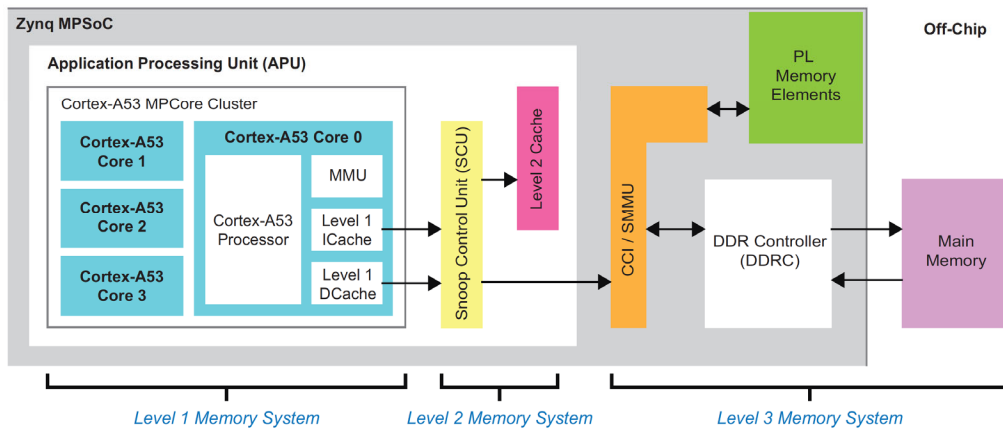 Zynq MPSoC
Off-Chip
Application Processing Unit (APU)
Cortex-A53 MPCore Cluster
Cortex-A53
Core 1
Cortex-A53
Core 2
Cortex-A53
Core 3
Cortex-A53 Core 0
Cortex-A53
Processor
MMU
Level 1
ICache
Level 1
DCache
Snoop Control Unit (SCU)
Level 2 Cache
CCI / SMMU
PL
Memory
Elements
DDR Controller
(DDRC)
Main
Memory
Level 1 Memory System
Level 2 Memory System
Level 3 Memory System